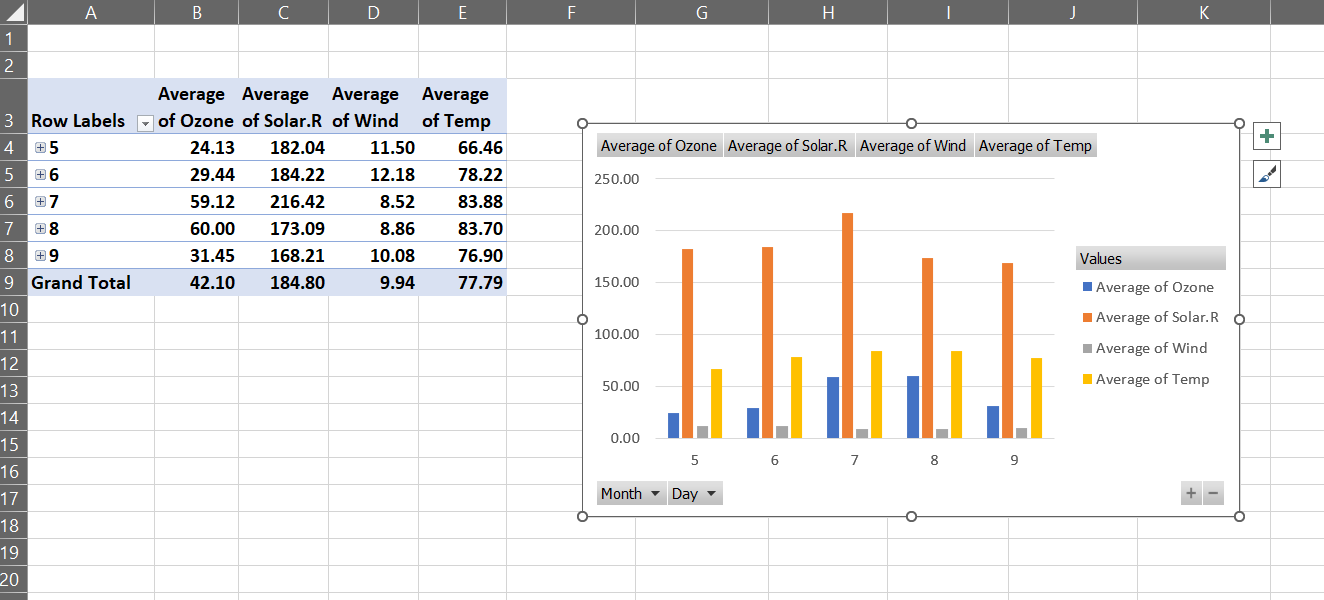 A B C D E F G H I J K
1
2
Average Average Average Average
3 Row Labels of Ozone of Solar.R of Wind of Temp
4 5 24.13 182.04 11.50 66.46
5 6 29.44 184.22 12.18 78.22
6 7 59.12 216.42 8.52 83.88
7 8 60.00 173.09 8.86 83.70
8 9 31.45 168.21 10.08 76.90
9 Grand Total 42.10 184.80 9.94 77.79
10
11
12
13
14
15
16
17
18
19
20
Average of Ozone Average of Solar.R Average of Wind Average of Temp
250.00
200.00
150.00
100.00
50.00
0.00
5 6 7 8 9
Values
Average of Ozone
Average of Solar.R
Average of Wind
Average of Temp
Month Day